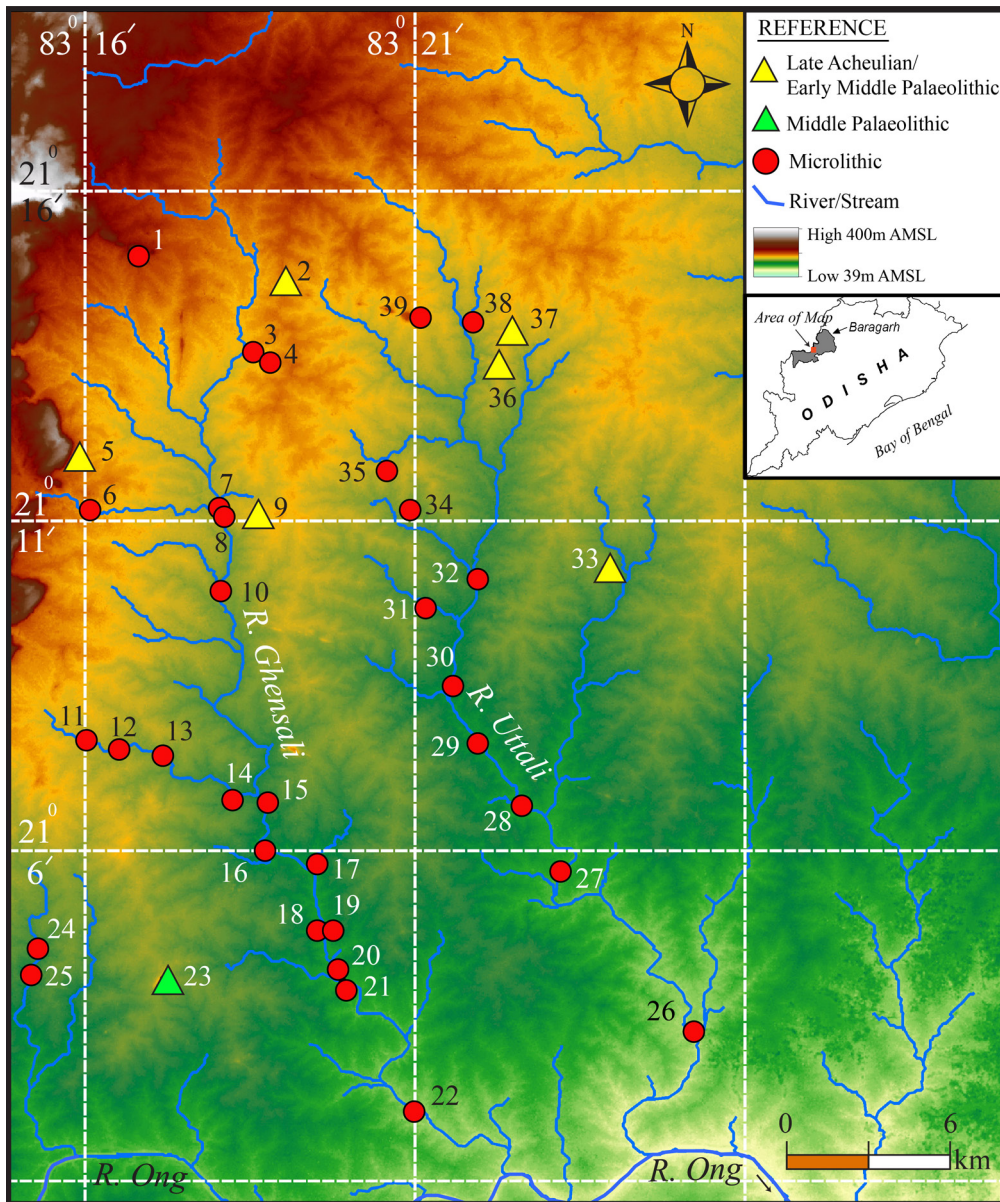 83⁰ 16′
83⁰ 21′
21⁰
16′
21⁰
11′
21⁰
6′
1
2
3
4
5
6
7
8
9
10
11
12
13
14
15
16
17
18
19
20
21
22
23
24
25
26
27
28
29
30
31
32
33
34
35
36
37
38
39
R. Ghensali
R. Uttali
R. Ong
R. Ong
0 6
km
REFERENCE
Late Acheulian/
Early Middle Palaeolithic
Middle Palaeolithic
Microlithic
River/Stream
High 400m AMSL
Low 39m AMSL
Area of Map
Baragarh
ODISHA
Bay of Bengal